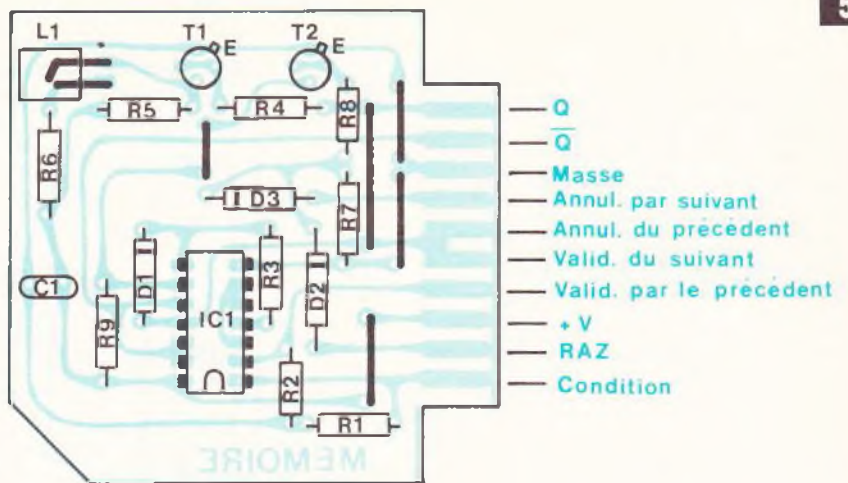 5
L1
T1
E
T2
E
R5
R4
R8
R6
D3
R7
C1
R9
D1
IC1
R3
D2
R2
R1
MEMOIRE
Q
Q̅
Masse
Annul. par suivant
Annul. du précédent
Valid. du suivant
Valid. par le précédent
+ V
RAZ
Condition